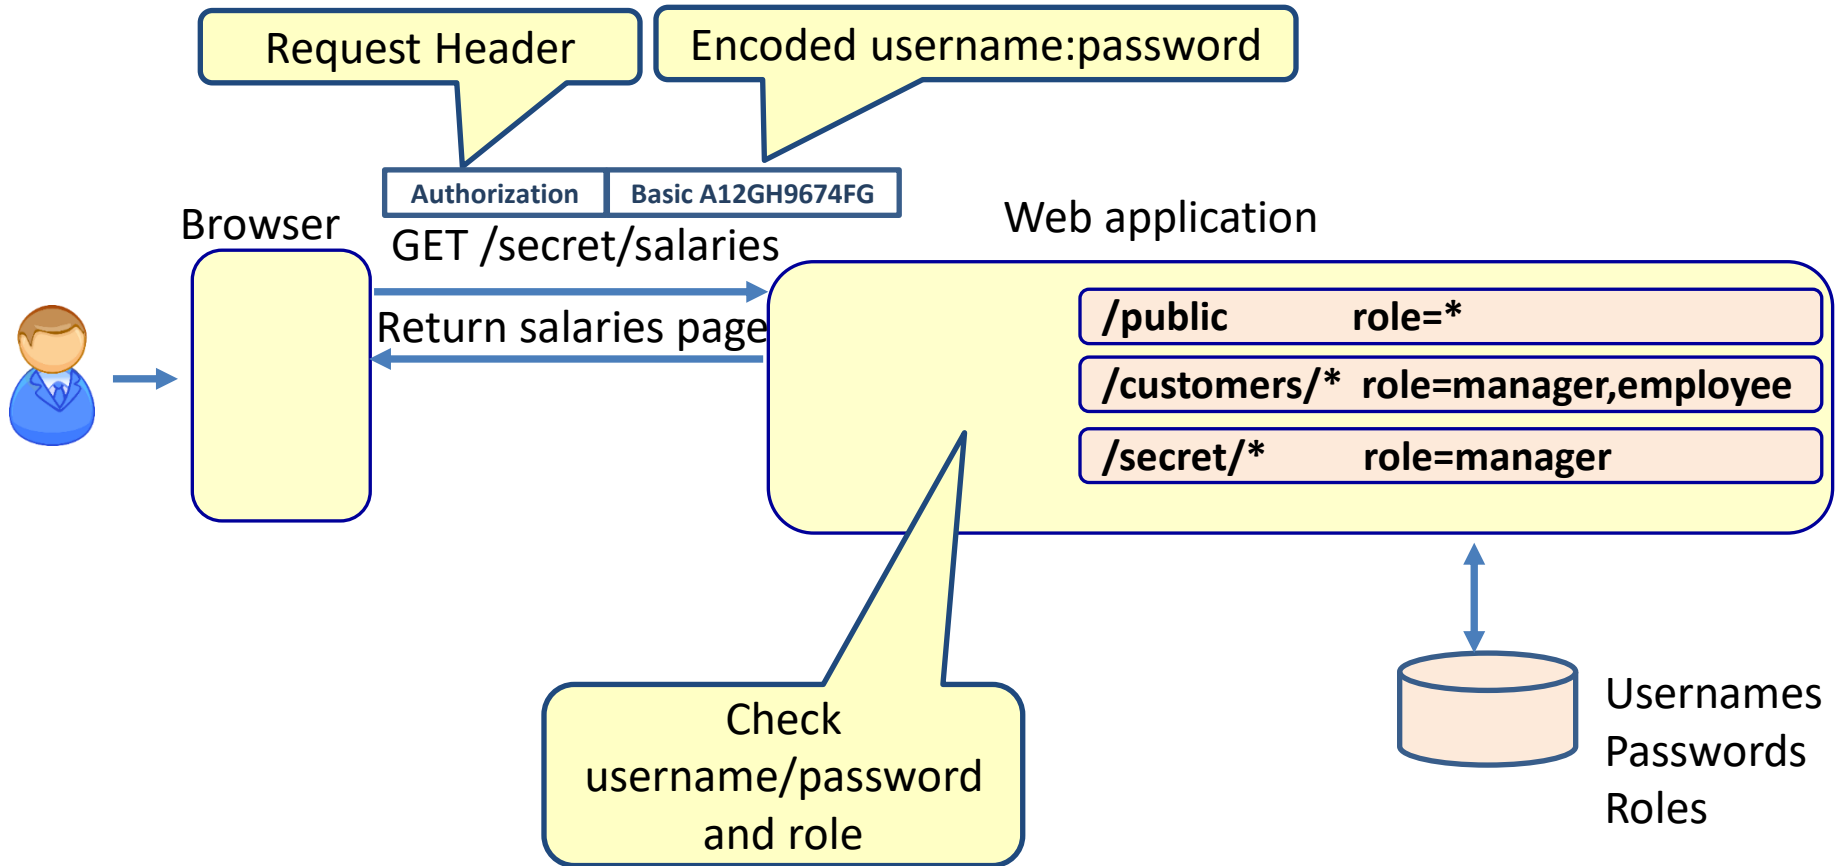 Request Header
Encoded username:password
Authorization
Basic A12GH9674FG
Browser
GET /secret/salaries
Web application
Return salaries page
/public role=*
/customers/* role=manager,employee
/secret/* role=manager
Check
username/password
and role
Usernames
Passwords
Roles